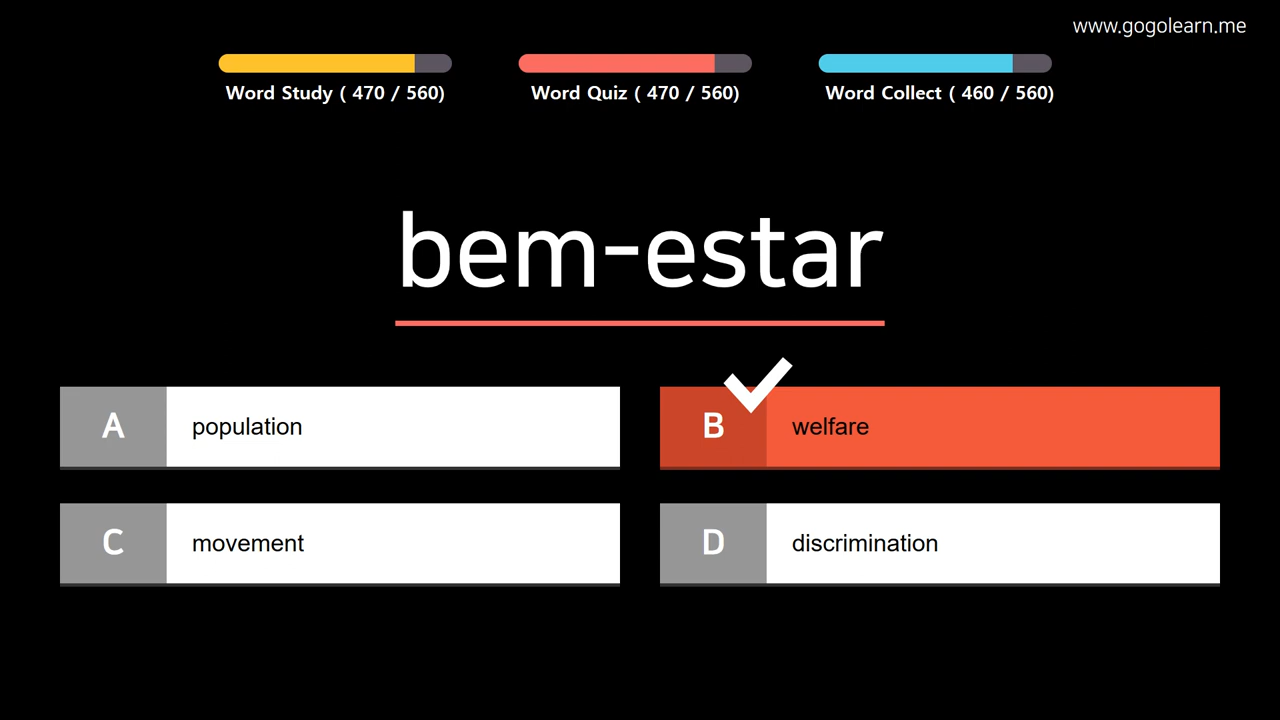 www.gogolearn.me
Word Study ( 470 / 560)
Word Quiz ( 470 / 560)
Word Collect ( 460 / 560)
bem-estar
A population
B welfare
C movement
D discrimination